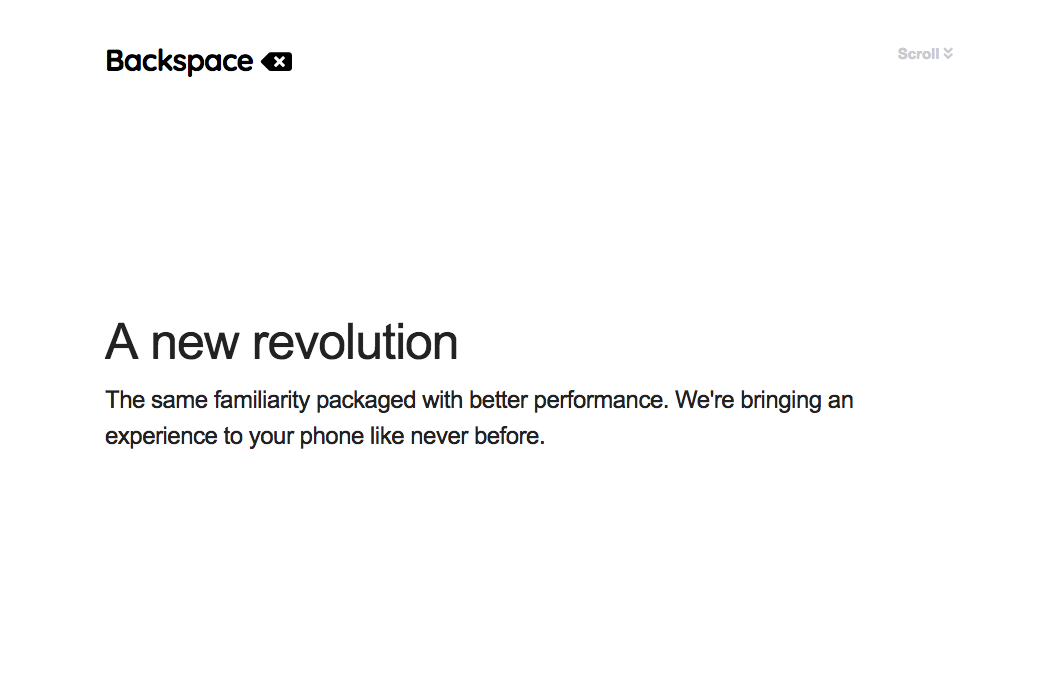 Backspace
Scroll
A new revolution
The same familiarity packaged with better performance. We're bringing an
experience to your phone like never before.